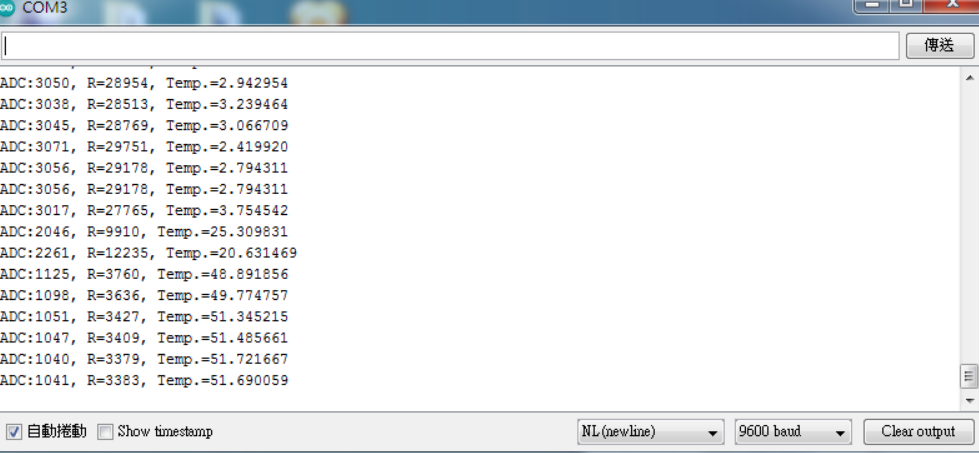 COM3
傳送
ADC:3050, R=28954, Temp.=2.942954
ADC:3038, R=28513, Temp.=3.239464
ADC:3045, R=28769, Temp.=3.066709
ADC:3071, R=29751, Temp.=2.419920
ADC:3056, R=29178, Temp.=2.794311
ADC:3056, R=29178, Temp.=2.794311
ADC:3017, R=27765, Temp.=3.754542
ADC:2046, R=9910, Temp.=25.309831
ADC:2261, R=12235, Temp.=20.631469
ADC:1125, R=3760, Temp.=48.891856
ADC:1098, R=3636, Temp.=49.774757
ADC:1051, R=3427, Temp.=51.345215
ADC:1047, R=3409, Temp.=51.485661
ADC:1040, R=3379, Temp.=51.721667
ADC:1041, R=3383, Temp.=51.690059
自動捲動 Show timestamp NL(newline) 9600 baud Clear output